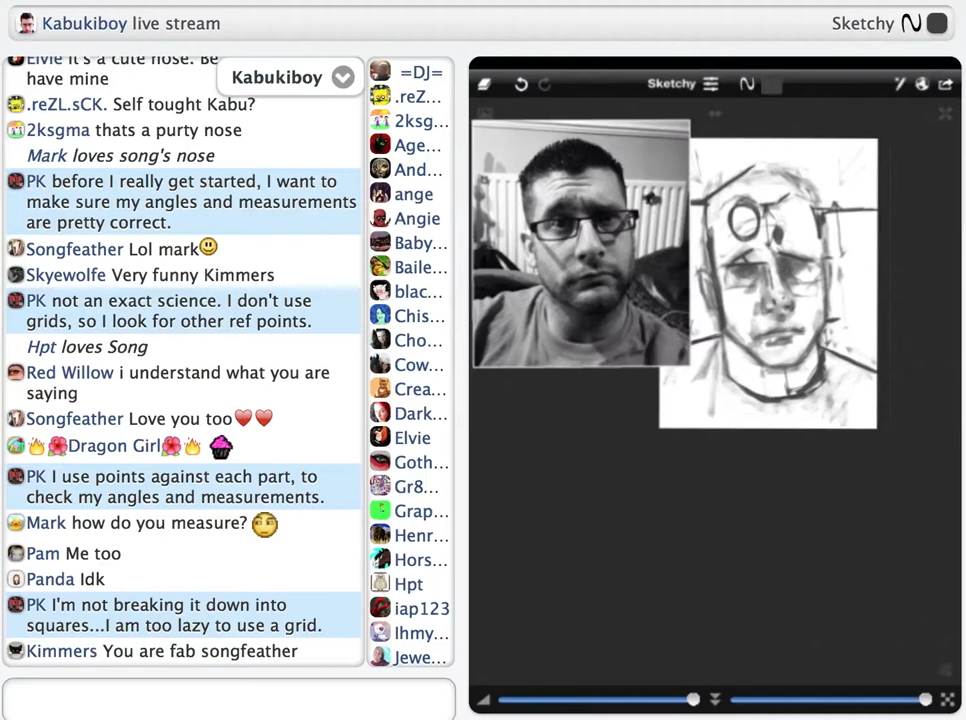 Kabukiboy live stream
Sketchy
Elvie it's a cute nose. Be
have mine
Kabukiboy
.reZL.sCK. Self tought Kabu?
2ksgma thats a purty nose
Mark loves song's nose
PK before I really get started, I want to
make sure my angles and measurements
are pretty correct.
Songfeather Lol mark
Skyewolfe Very funny Kimmers
PK not an exact science. I don't use
grids, so I look for other ref points.
Hpt loves Song
Red Willow i understand what you are
saying
Songfeather Love you too
Dragon Girl
PK I use points against each part, to
check my angles and measurements.
Mark how do you measure?
Pam Me too
Panda Idk
PK I'm not breaking it down into
squares...I am too lazy to use a grid.
Kimmers You are fab songfeather
=DJ=
.reZ...
2ksg...
Age...
And...
ange
Angie
Baby...
Baile...
blac...
Chis...
Cho...
Cow...
Crea...
Dark...
Elvie
Goth...
Gr8...
Grap...
Henr...
Hors...
Hpt
iap123
Ihmy...
Jewe...
Sketchy